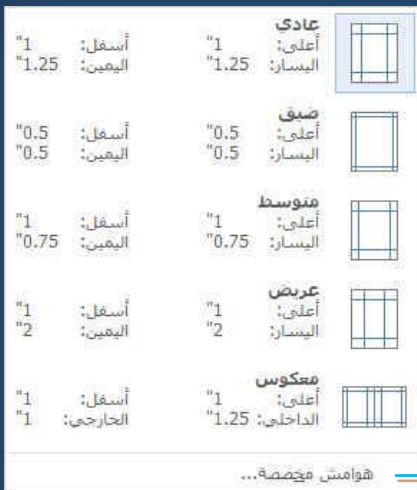 عادي
أعلى: 1" أسفل: 1"
اليسار: 1.25" اليمين: 1.25"
ضيق
أعلى: 0.5" أسفل: 0.5"
اليسار: 0.5" اليمين: 0.5"
متوسط
أعلى: 1" أسفل: 1"
اليسار: 0.75" اليمين: 0.75"
عريض
أعلى: 1" أسفل: 1"
اليسار: 2" اليمين: 2"
معكوس
أعلى: 1" أسفل: 1"
الداخلي: 1.25" الخارجي: 1"
هوامش مخصصة...